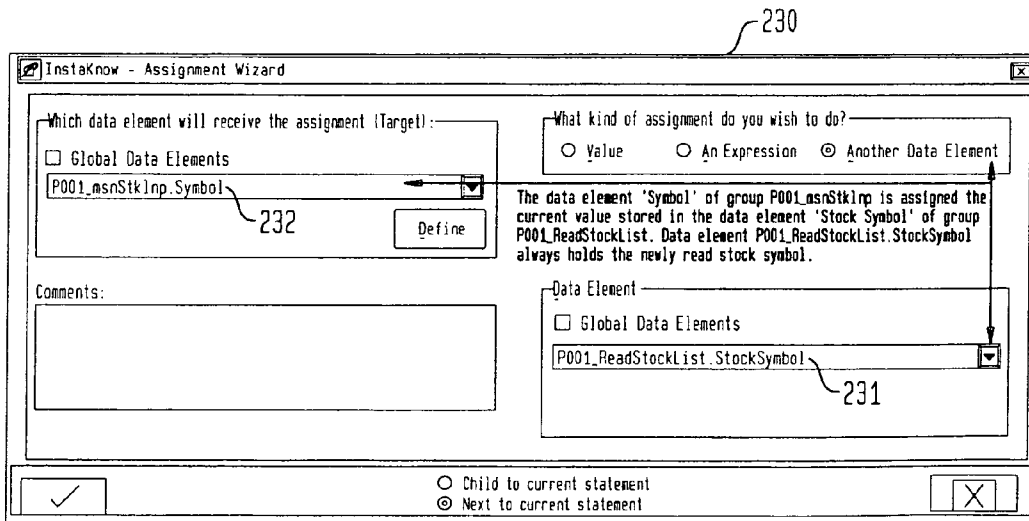 230
InstaKnow - Assignment Wizard
Which data element will receive the assignment (Target):
Global Data Elements
P001_msnStkInp.Symbol
232
Define
What kind of assignment do you wish to do?
Value An Expression Another Data Element
The data element 'Symbol' of group P001_msnStkInp is assigned the
current value stored in the data element 'Stock Symbol' of group
P001_ReadStockList. Data element P001_ReadStockList.StockSymbol
always holds the newly read stock symbol.
Comments:
Data Element
Global Data Elements
P001_ReadStockList.StockSymbol
231
Child to current statement
Next to current statement